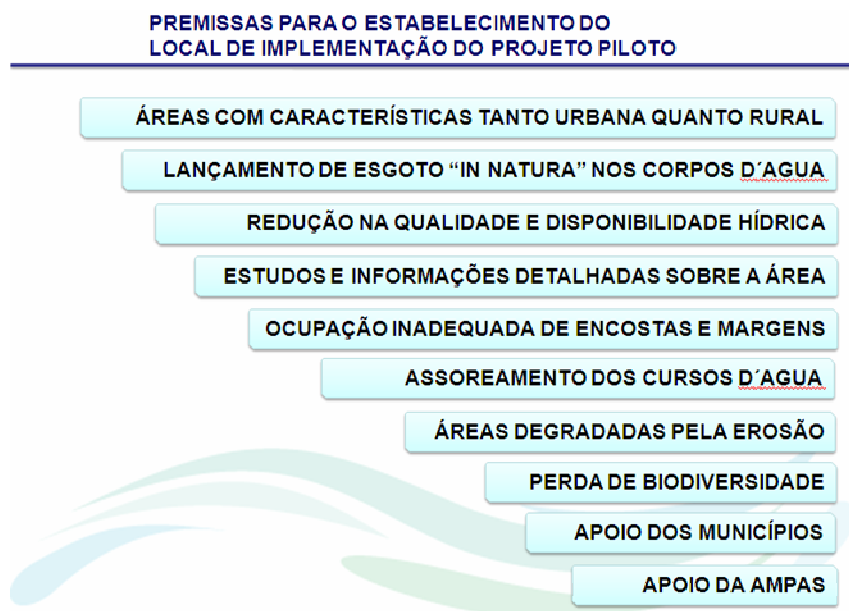 PREMISSAS PARA O ESTABELECIMENTO DO
LOCAL DE IMPLEMENTAÇÃO DO PROJETO PILOTO
ÁREAS COM CARACTERÍSTICAS TANTO URBANA QUANTO RURAL
LANÇAMENTO DE ESGOTO “IN NATURA” NOS CORPOS D´AGUA
REDUÇÃO NA QUALIDADE E DISPONIBILIDADE HÍDRICA
ESTUDOS E INFORMAÇÕES DETALHADAS SOBRE A ÁREA
OCUPAÇÃO INADEQUADA DE ENCOSTAS E MARGENS
ASSOREAMENTO DOS CURSOS D´AGUA
ÁREAS DEGRADADAS PELA EROSÃO
PERDA DE BIODIVERSIDADE
APOIO DOS MUNICÍPIOS
APOIO DA AMPAS